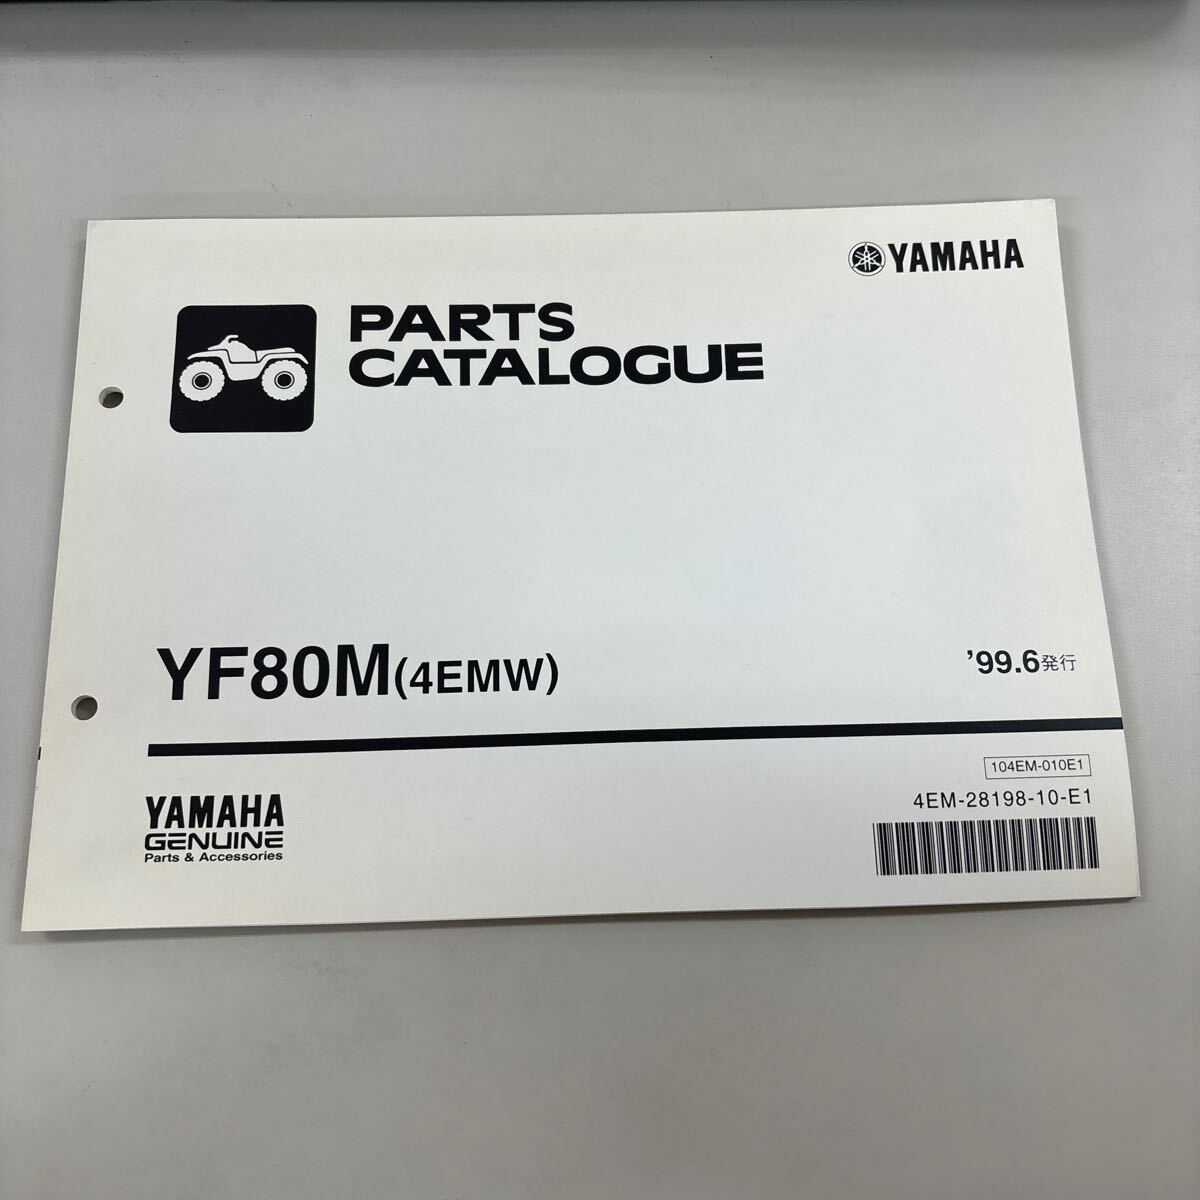 YAMAHA
PARTS
CATALOGUE
YF80M(4EMW)
'99.6発行
104EM-010E1
4EM-28198-10-E1
YAMAHA
GENUINE
Parts & Accessories